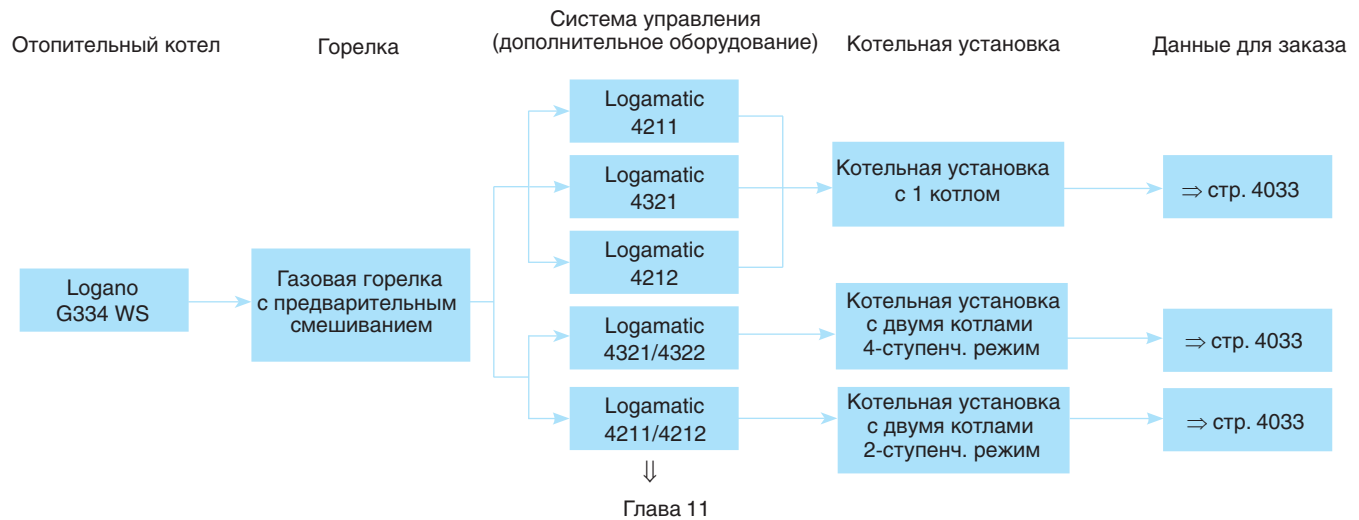 Отопительный котел
Горелка
Система управления
(дополнительное оборудование)
Котельная установка
Данные для заказа
Logamatic
4211
Logamatic
4321
Logamatic
4212
Котельная установка
с 1 котлом
⇒ стр. 4033
Logano
G334 WS
Газовая горелка
с предварительным
смешиванием
Logamatic
4321/4322
Котельная установка
с двумя котлами
4-ступенч. режим
⇒ стр. 4033
Logamatic
4211/4212
Котельная установка
с двумя котлами
2-ступенч. режим
⇒ стр. 4033
⇓
Глава 11